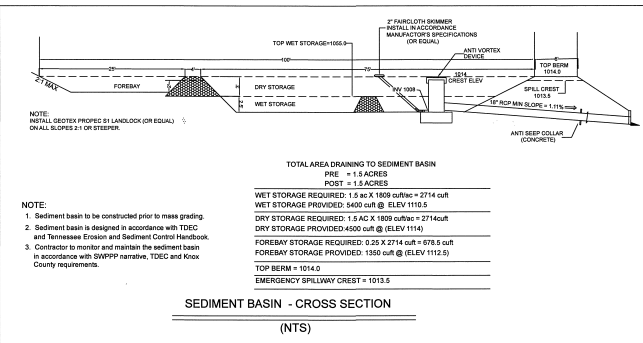 2" FAIRCLOTH SKIMMER
INSTALL IN ACCORDANCE
MANUFACTOR'S SPECIFICATIONS
(OR EQUAL)
TOP WET STORAGE=1055.0
ANTI VORTEX
DEVICE
100'
6'
25'
4'
75'
TOP BERM
1014.0
2:1 MAX
1014
CREST ELEV
SPILL CREST
1013.5
FOREBAY
DRY STORAGE
WET STORAGE
INV 1008
18" RCP MIN SLOPE = 1.11%
NOTE:
INSTALL GEOTEX PROPEC S1 LANDLOCK (OR EQUAL)
ON ALL SLOPES 2:1 OR STEEPER.
ANTI SEEP COLLAR
(CONCRETE)
TOTAL AREA DRAINING TO SEDIMENT BASIN
PRE = 1.5 ACRES
POST = 1.5 ACRES
WET STORAGE REQUIRED: 1.5 ac X 1809 cuft/ac = 2714 cuft
WET STORAGE PROVIDED: 5400 cuft @ ELEV 1110.5
DRY STORAGE REQUIRED: 1.5 AC X 1809 cuft/ac = 2714cuft
DRY STORAGE PROVIDED:4500 cuft @ (ELEV 1114)
FOREBAY STORAGE REQUIRED: 0.25 X 2714 cuft = 678.5 cuft
FOREBAY STORAGE PROVIDED: 1350 cuft @ (ELEV 1112.5)
TOP BERM = 1014.0
EMERGENCY SPILLWAY CREST = 1013.5
NOTE:
1. Sediment basin to be constructed prior to mass grading.
2. Sediment basin is designed in accordance with TDEC
and Tennessee Erosion and Sediment Control Handbook.
3. Contractor to monitor and maintain the sediment basin
in accordance with SWPPP narrative, TDEC and Knox
County requirements.
SEDIMENT BASIN - CROSS SECTION
(NTS)